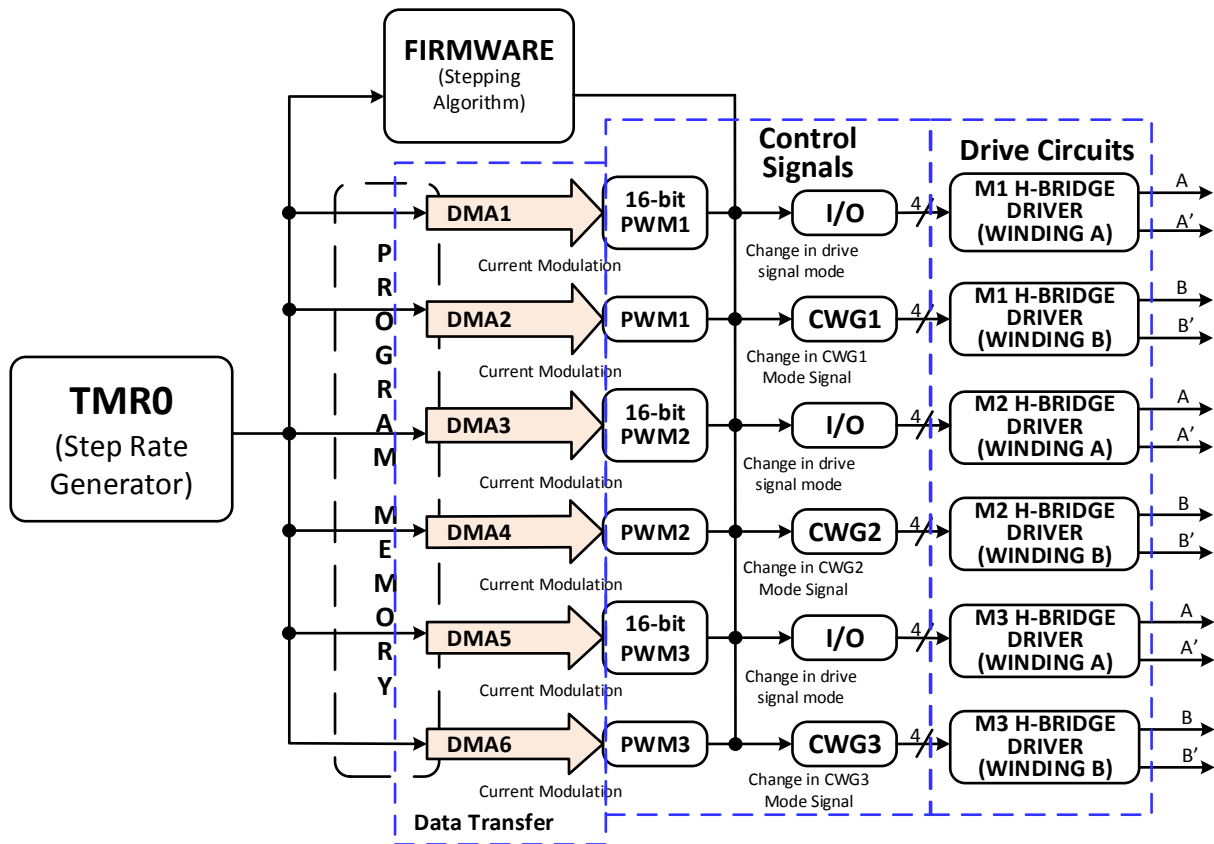 FIRMWARE
(Stepping
Algorithm)
Control
Signals
Drive Circuits
TMR0
(Step Rate
Generator)
P
R
O
G
R
A
M
M
E
M
O
R
Y
DMA1
Current Modulation
16-bit
PWM1
I/O
Change in drive
signal mode
4
M1 H-BRIDGE
DRIVER
(WINDING A)
A
A’
DMA2
Current Modulation
PWM1
CWG1
Change in CWG1
Mode Signal
4
M1 H-BRIDGE
DRIVER
(WINDING B)
B
B’
DMA3
Current Modulation
16-bit
PWM2
I/O
Change in drive
signal mode
4
M2 H-BRIDGE
DRIVER
(WINDING A)
A
A’
DMA4
Current Modulation
PWM2
CWG2
Change in CWG2
Mode Signal
4
M2 H-BRIDGE
DRIVER
(WINDING B)
B
B’
DMA5
Current Modulation
16-bit
PWM3
I/O
Change in drive
signal mode
4
M3 H-BRIDGE
DRIVER
(WINDING A)
A
A’
DMA6
Current Modulation
PWM3
CWG3
Change in CWG3
Mode Signal
4
M3 H-BRIDGE
DRIVER
(WINDING B)
B
B’
Data Transfer